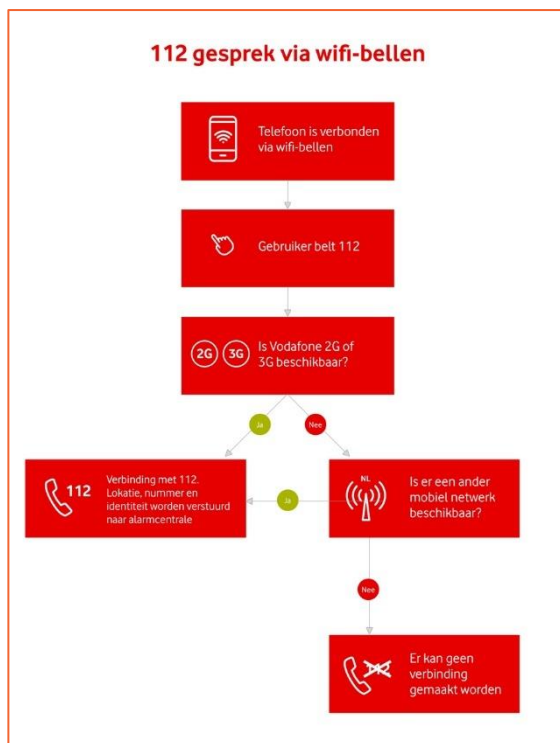 112 gesprek via wifi-bellen
Telefoon is verbonden
via wifi-bellen
Gebruiker belt 112
2G 3G
Is Vodafone 2G of
3G beschikbaar?
Ja
Nee
112
Verbinding met 112.
Lokatie, nummer en
identiteit worden verstuurd
naar alarmcentrale
Ja
NL
Is er een ander
mobiel netwerk
beschikbaar?
Nee
112
Er kan geen
verbinding
gemaakt worden